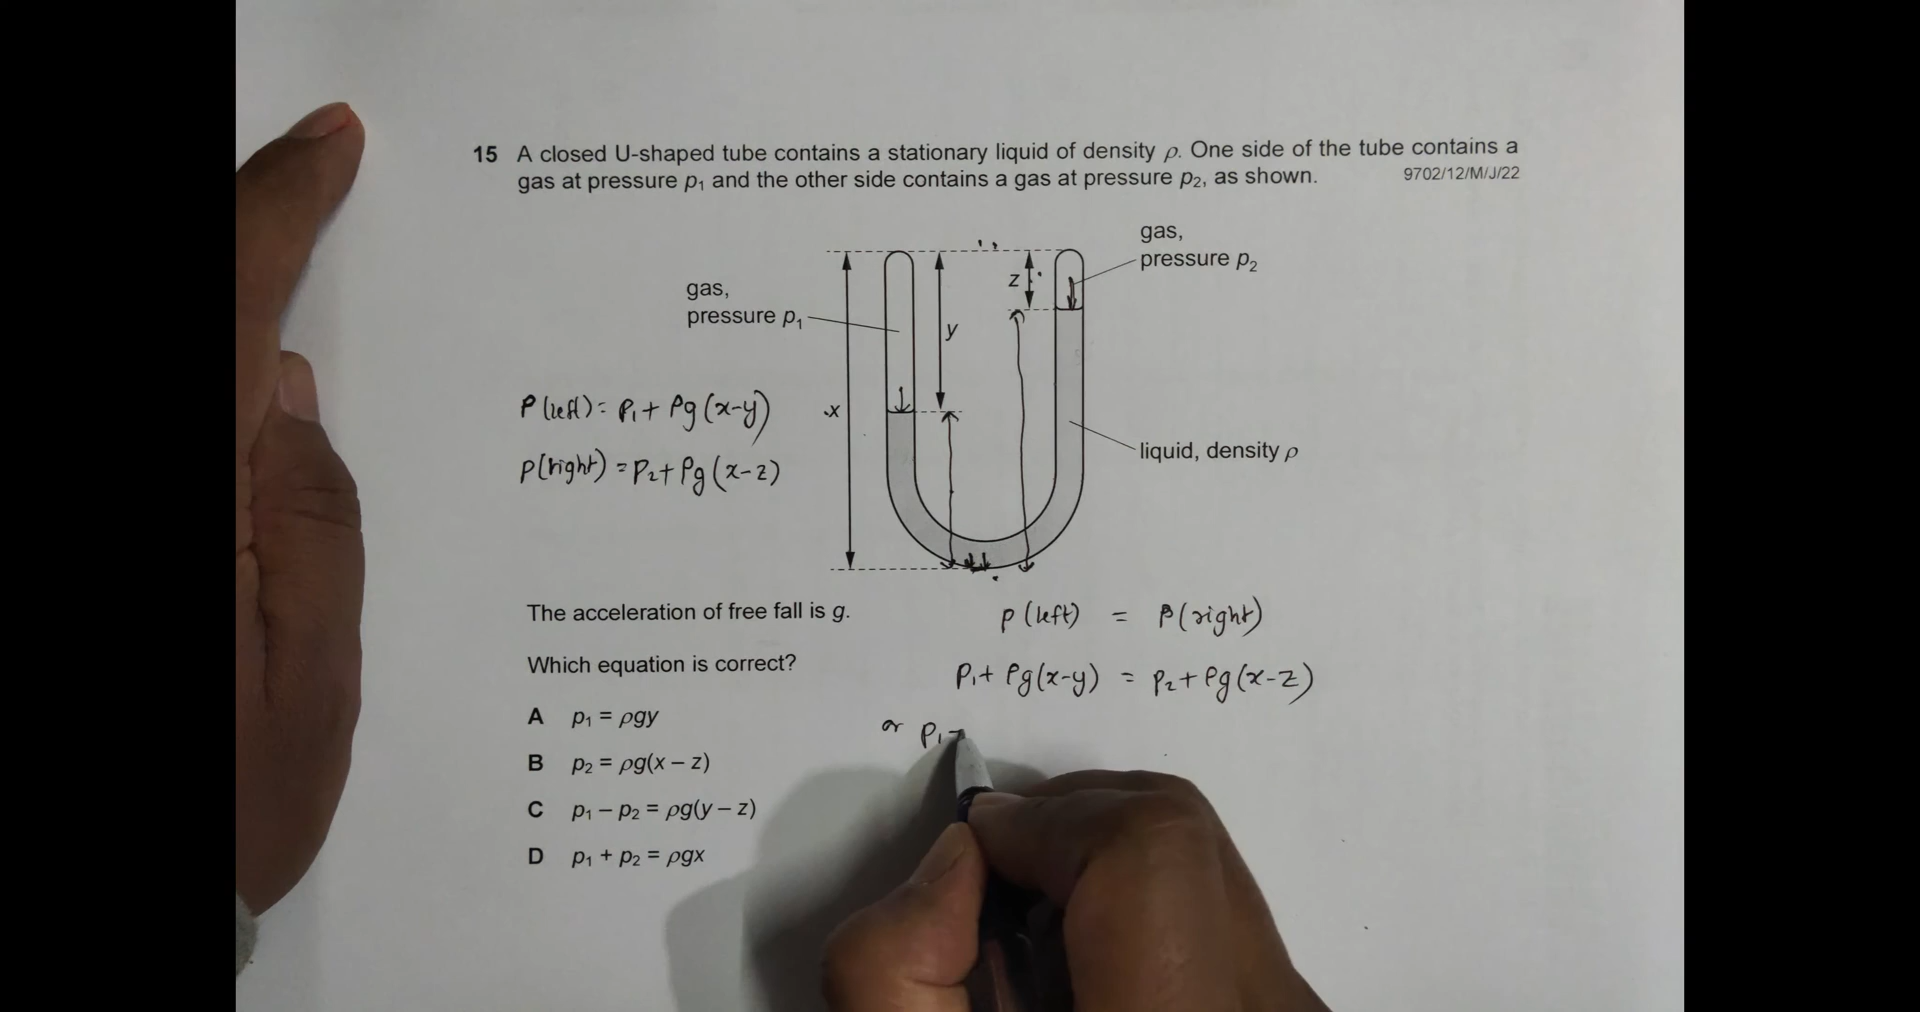 15 A closed U-shaped tube contains a stationary liquid of density ρ. One side of the tube contains a
gas at pressure p₁ and the other side contains a gas at pressure p₂, as shown.
9702/12/M/J/22
gas,
pressure p₂
z
gas,
pressure p₁
y
x
P(left) = P₁ + ρg(x-y)
P(right) = P₂ + ρg(x-z)
liquid, density ρ
The acceleration of free fall is g.
P(left) = P(right)
Which equation is correct?
P₁ + ρg(x-y) = P₂ + ρg(x-z)
A p₁ = ρgy
or P₁ -
B p₂ = ρg(x – z)
C p₁ – p₂ = ρg(y – z)
D p₁ + p₂ = ρgx